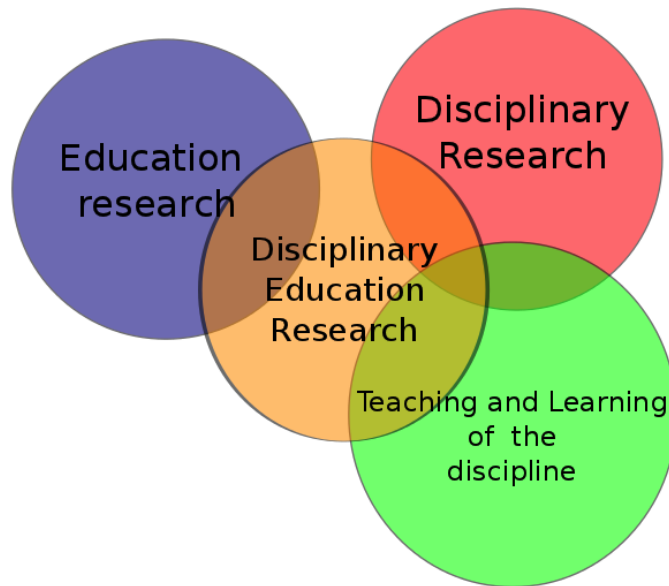 Education
research
Disciplinary
Research
Disciplinary
Education
Research
Teaching and Learning
of the
discipline